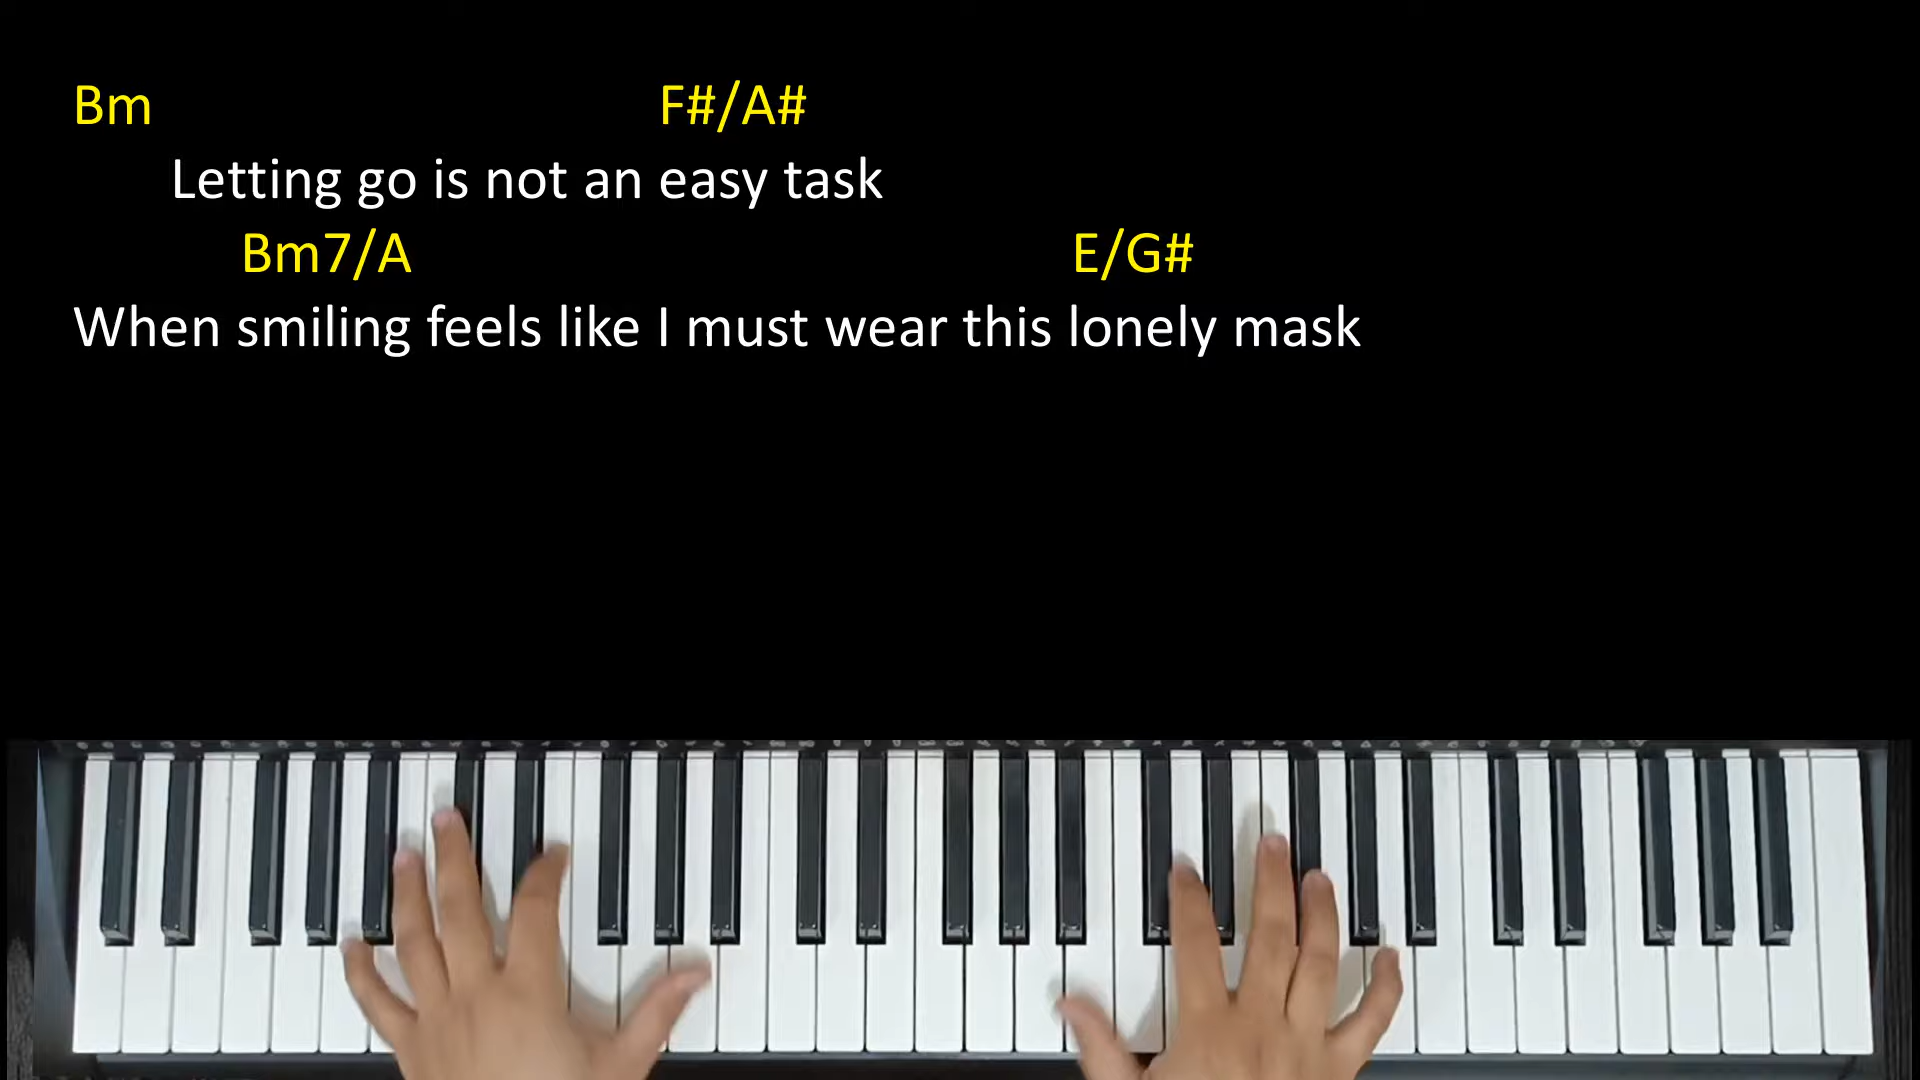 Bm F#/A#
Letting go is not an easy task
Bm7/A E/G#
When smiling feels like I must wear this lonely mask